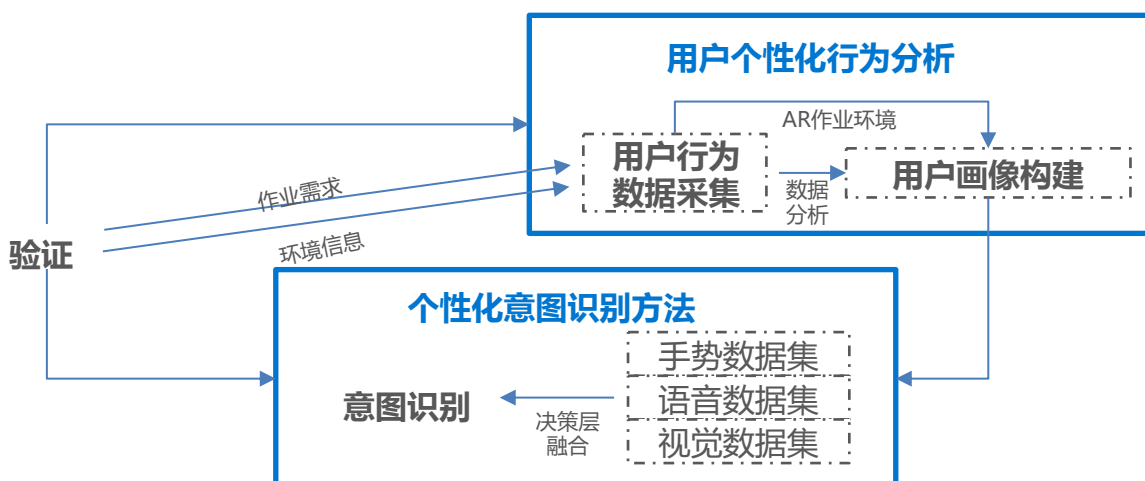 用户个性化行为分析
AR作业环境
用户行为
数据采集
用户画像构建
数据
分析
作业需求
环境信息
验证
个性化意图识别方法
手势数据集
语音数据集
视觉数据集
意图识别
决策层
融合